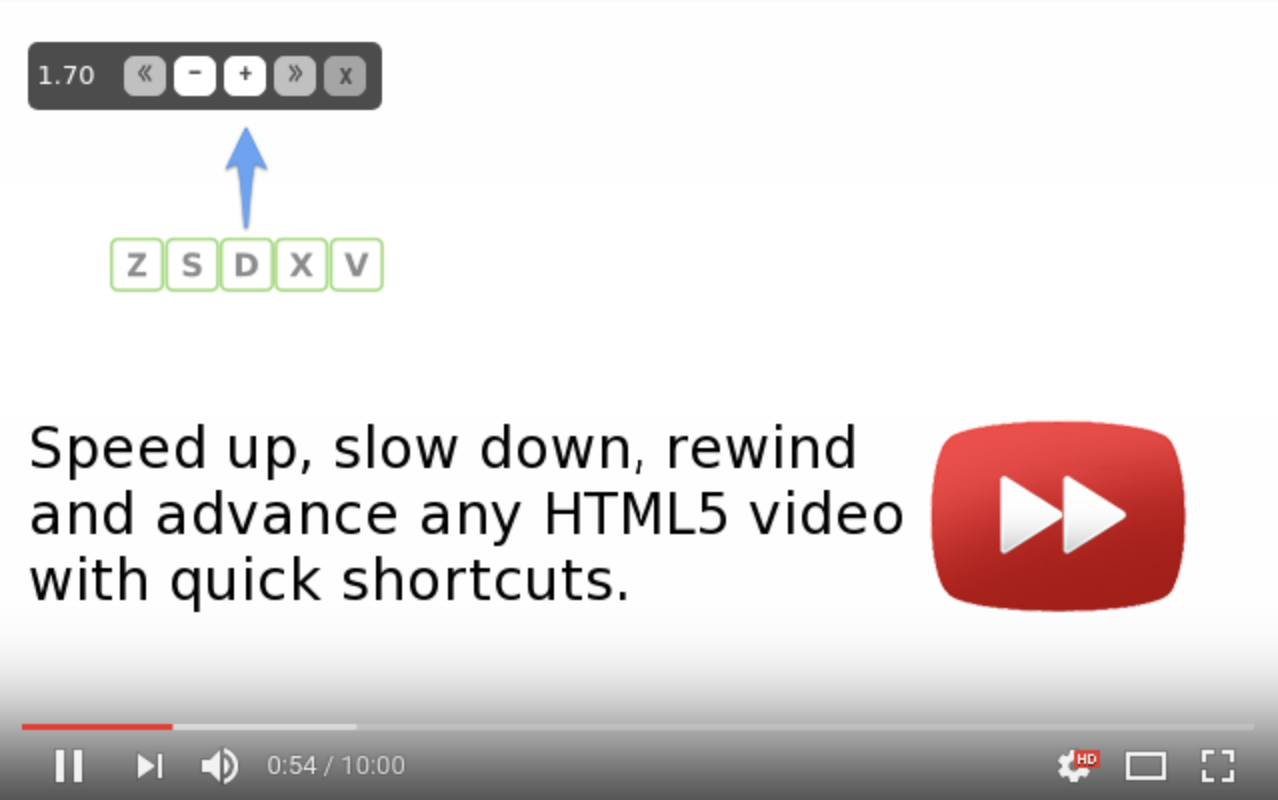 1.70 « − + » x
Z S D X V
Speed up, slow down, rewind
and advance any HTML5 video
with quick shortcuts.
0:54 / 10:00 HD